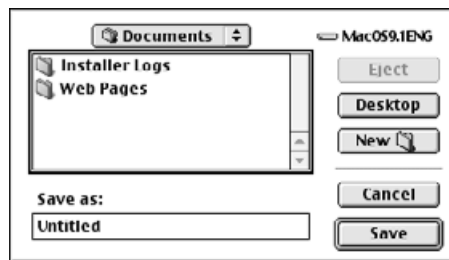 Documents
MacOS9.1ENG
Installer Logs
Web Pages
Eject
Desktop
New
Save as:
Untitled
Cancel
Save